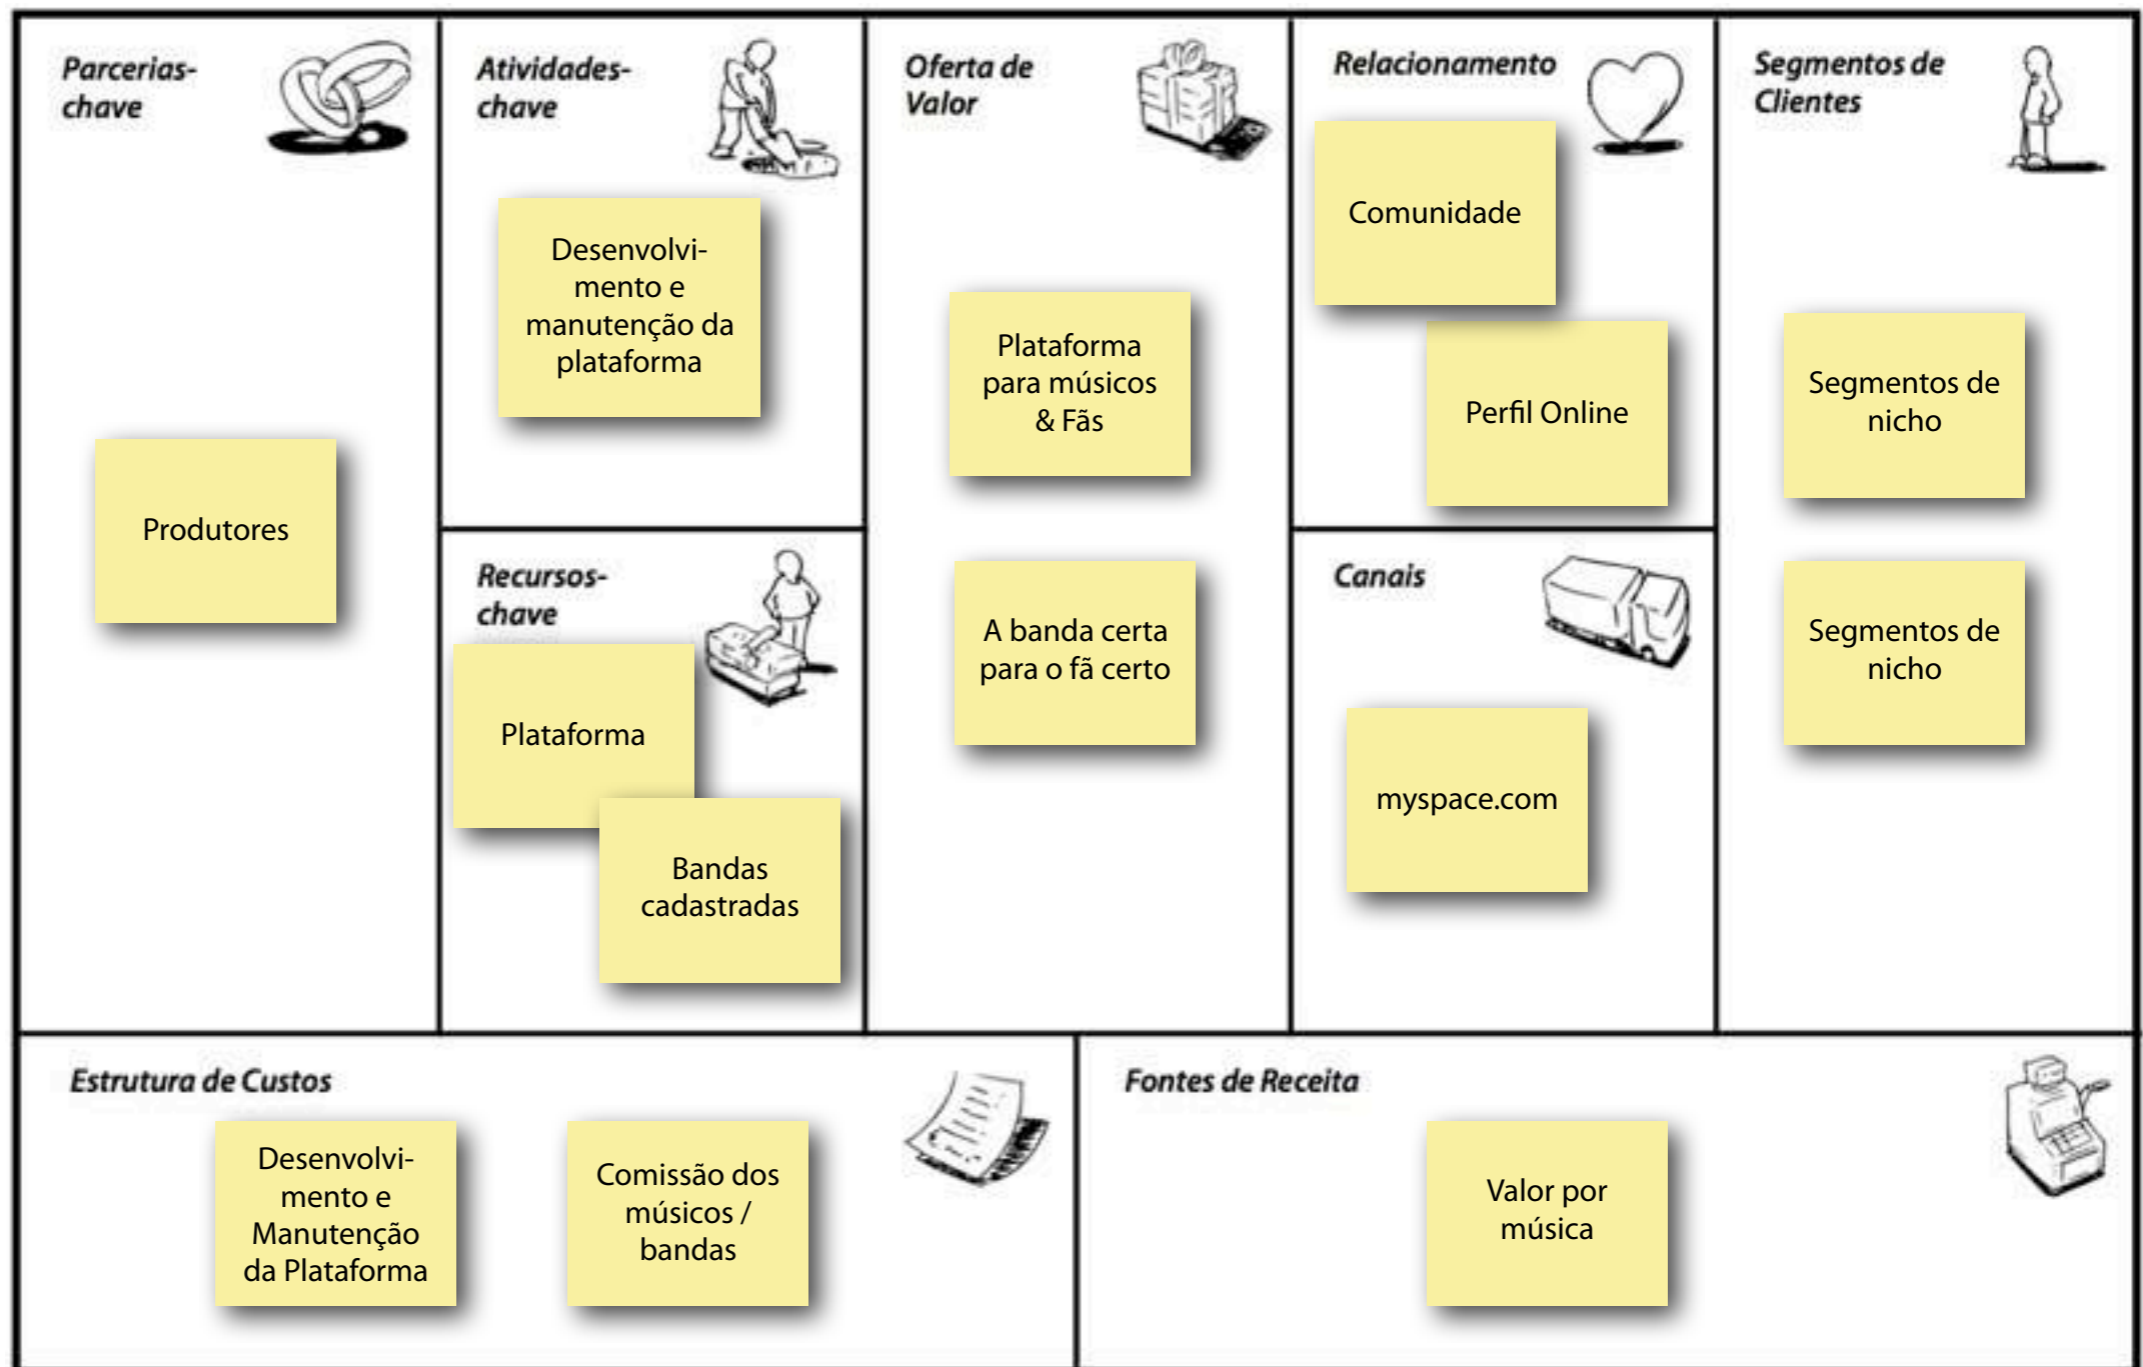 Parcerias-
chave
Produtores
Atividades-
chave
Desenvolvi-
mento e
manutenção da
plataforma
Recursos-
chave
Plataforma
Bandas
cadastradas
Oferta de
Valor
Plataforma
para músicos
& Fãs
A banda certa
para o fã certo
Relacionamento
Comunidade
Perfil Online
Canais
myspace.com
Segmentos de
Clientes
Segmentos de
nicho
Segmentos de
nicho
Estrutura de Custos
Desenvolvi-
mento e
Manutenção
da Plataforma
Comissão dos
músicos /
bandas
Fontes de Receita
Valor por
música